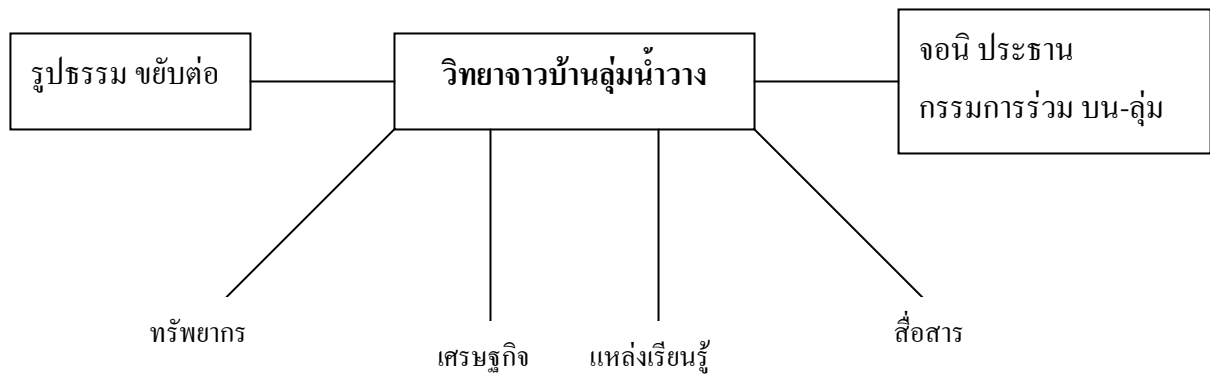 รูปธรรม ขยับต่อ
วิทยาจาวบ้านลุ่มน้ำวาง
จอนิ ประธาน
กรรมการร่วม บน-ลุ่ม
ทรัพยากร
เศรษฐกิจ
แหล่งเรียนรู้
สื่อสาร